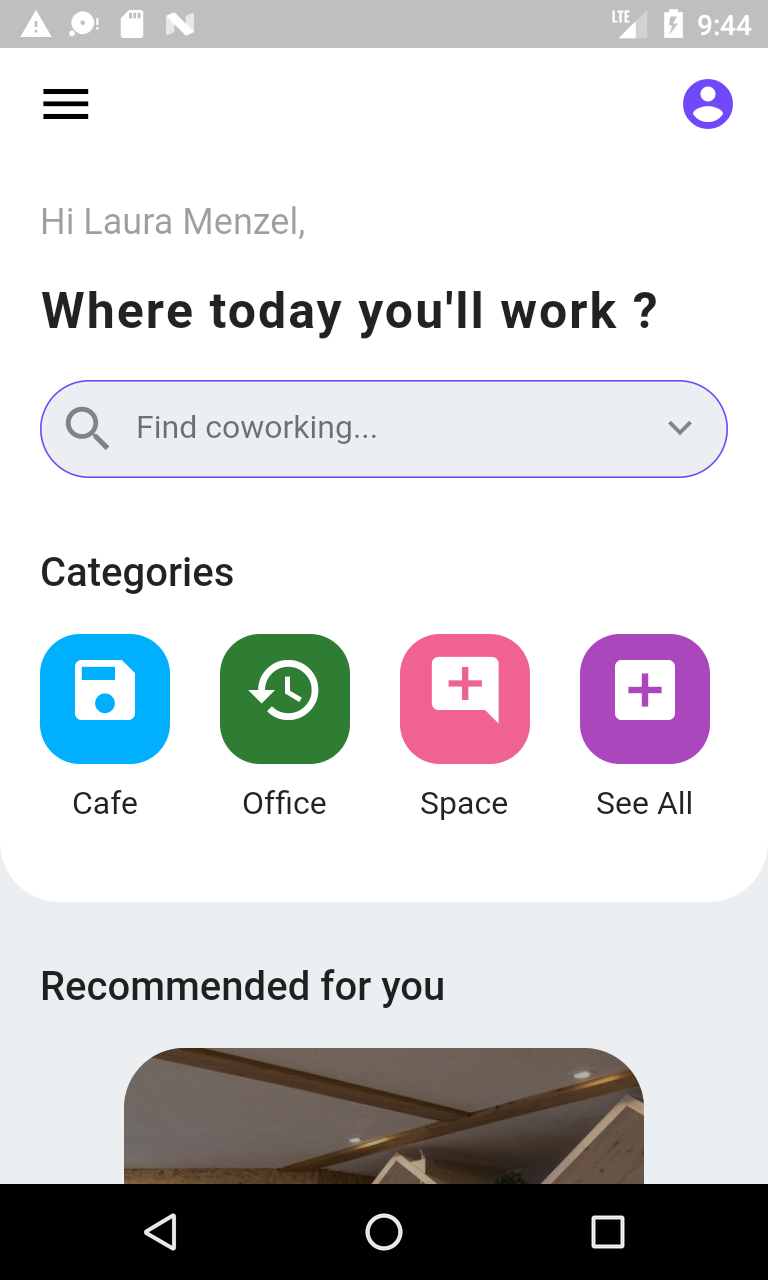 LTE 9:44
Hi Laura Menzel,
Where today you'll work ?
Find coworking...
Categories
Cafe Office Space See All
Recommended for you